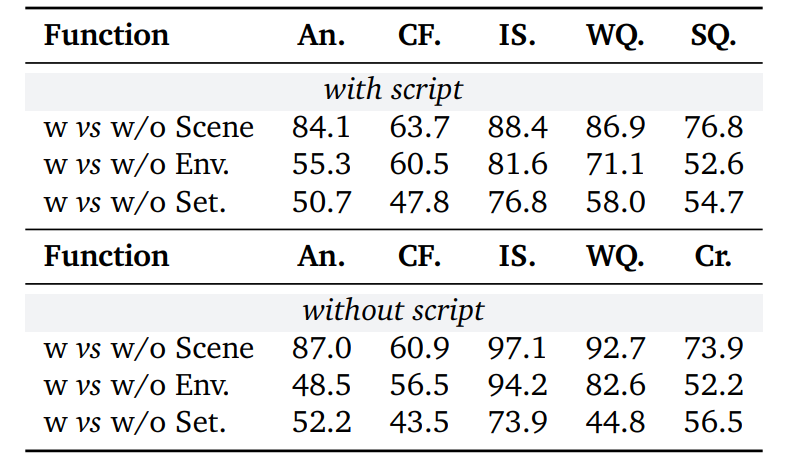 Function An. CF. IS. WQ. SQ.
with script
w vs w/o Scene 84.1 63.7 88.4 86.9 76.8
w vs w/o Env. 55.3 60.5 81.6 71.1 52.6
w vs w/o Set. 50.7 47.8 76.8 58.0 54.7
Function An. CF. IS. WQ. Cr.
without script
w vs w/o Scene 87.0 60.9 97.1 92.7 73.9
w vs w/o Env. 48.5 56.5 94.2 82.6 52.2
w vs w/o Set. 52.2 43.5 73.9 44.8 56.5